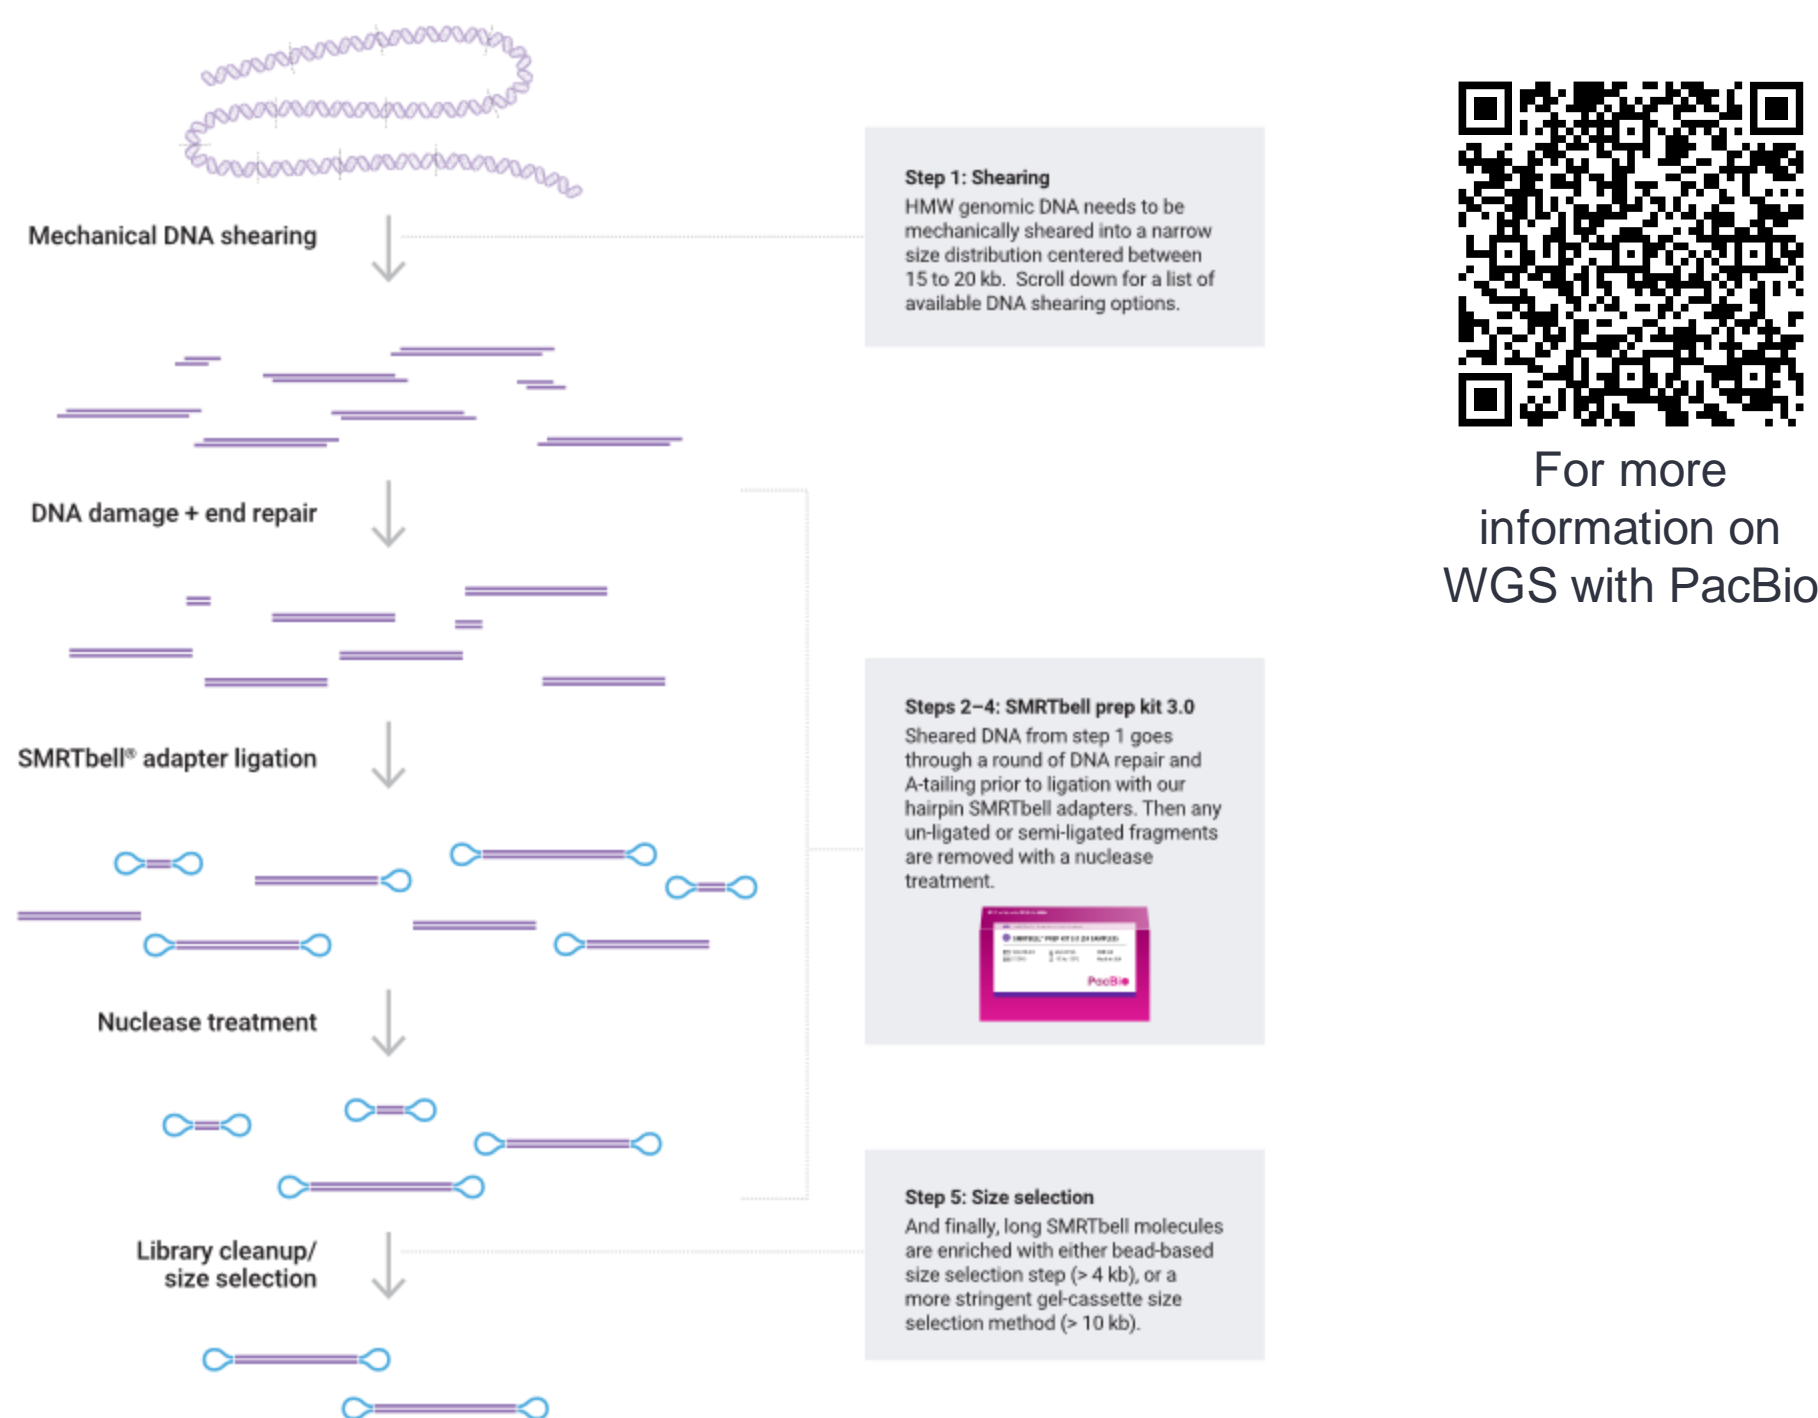 Mechanical DNA shearing
Step 1: Shearing
HMW genomic DNA needs to be
mechanically sheared into a narrow
size distribution centered between
15 to 20 kb.  Scroll down for a list of
available DNA shearing options.
For more
information on
WGS with PacBio
DNA damage + end repair
SMRTbell® adapter ligation
Steps 2–4: SMRTbell prep kit 3.0
Sheared DNA from step 1 goes
through a round of DNA repair and
A-tailing prior to ligation with our
hairpin SMRTbell adapters. Then any
un-ligated or semi-ligated fragments
are removed with a nuclease
treatment.
PacBio
Nuclease treatment
Library cleanup/
size selection
Step 5: Size selection
And finally, long SMRTbell molecules
are enriched with either bead-based
size selection step (> 4 kb), or a
more stringent gel-cassette size
selection method (> 10 kb).